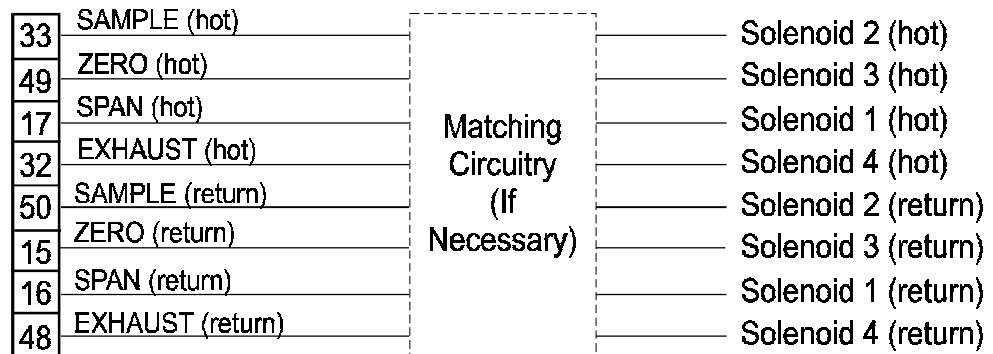 33 SAMPLE (hot) Solenoid 2 (hot)
49 ZERO (hot) Solenoid 3 (hot)
17 SPAN (hot) Solenoid 1 (hot)
32 EXHAUST (hot) Solenoid 4 (hot)
50 SAMPLE (return) Solenoid 2 (return)
15 ZERO (return) Solenoid 3 (return)
16 SPAN (return) Solenoid 1 (return)
48 EXHAUST (return) Solenoid 4 (return)
Matching
Circuitry
(If
Necessary)